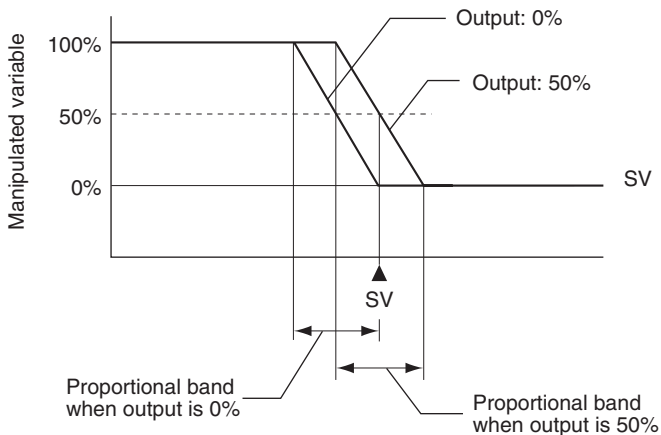 Output: 0%
100%
Output: 50%
50%
Manipulated variable
0%
SV
SV
Proportional band
when output is 0%
Proportional band
when output is 50%